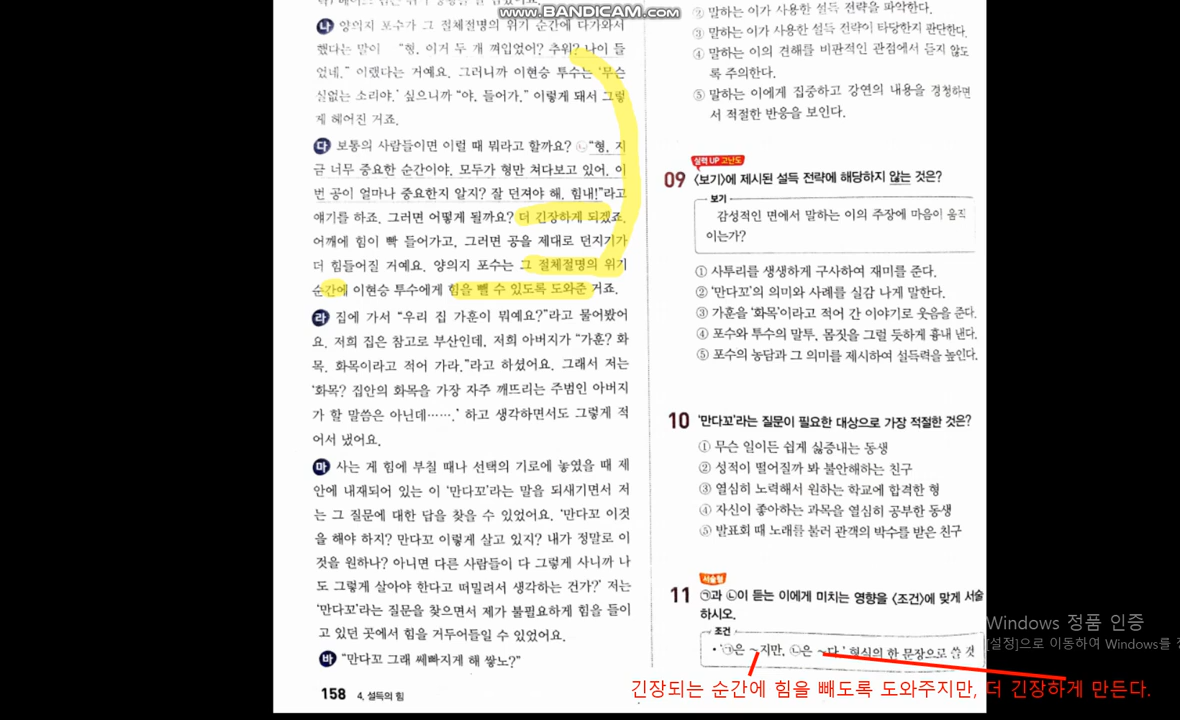 www.BANDICAM.com
나 양의지 포수가 그 절체절명의 위기 순간에 다가와서
했다는 말이 "형, 이거 두 개 껴입었어? 추워? 나이 들
었네." 이랬다는 거예요. 그러니까 이현승 투수는 '무슨
실없는 소리야.' 싶으니까 "야, 들어가." 이렇게 돼서 그렇
게 헤어진 거죠.
다 보통의 사람들이면 이럴 때 뭐라고 할까요? ㉡"형, 지
금 너무 중요한 순간이야. 모두가 형만 쳐다보고 있어. 이
번 공이 얼마나 중요한지 알지? 잘 던져야 해, 힘내!"라고
얘기를 하죠. 그러면 어떻게 될까요? 더 긴장하게 되겠죠.
어깨에 힘이 빡 들어가고, 그러면 공을 제대로 던지기가
더 힘들어질 거예요. 양의지 포수는 그 절체절명의 위기
순간에 이현승 투수에게 힘을 뺄 수 있도록 도와준 거죠.
라 집에 가서 "우리 집 가훈이 뭐예요?"라고 물어봤어
요. 저희 집은 참고로 부산인데, 저희 아버지가 "가훈? 화
목, 화목이라고 적어 가라."라고 하셨어요. 그래서 저는
'화목? 집안의 화목을 가장 자주 깨뜨리는 주범인 아버지
가 할 말씀은 아닌데…….' 하고 생각하면서도 그렇게 적
어서 냈어요.
마 사는 게 힘에 부칠 때나 선택의 기로에 놓였을 때 제
안에 내재되어 있는 이 '만다꼬'라는 말을 되새기면서 저
는 그 질문에 대한 답을 찾을 수 있었어요. '만다꼬 이것
을 해야 하지? 만다꼬 이렇게 살고 있지? 내가 정말로 이
것을 원하나? 아니면 다른 사람들이 다 그렇게 사니까 나
도 그렇게 살아야 한다고 떠밀려서 생각하는 건가?' 저는
'만다꼬'라는 질문을 찾으면서 제가 불필요하게 힘을 들이
고 있던 곳에서 힘을 거두어들일 수 있었어요.
바 "만다꼬 그래 쎄빠지게 해 쌓노?"
158 4. 설득의 힘
② 말하는 이가 사용한 설득 전략을 파악한다.
③ 말하는 이가 사용한 설득 전략이 타당한지 판단한다.
④ 말하는 이의 견해를 비판적인 관점에서 듣지 않도
록 주의한다.
⑤ 말하는 이에게 집중하고 강연의 내용을 경청하면
서 적절한 반응을 보인다.
실력 UP 고난도
09 <보기>에 제시된 설득 전략에 해당하지 않는 것은?
보기
감성적인 면에서 말하는 이의 주장에 마음이 움직
이는가?
① 사투리를 생생하게 구사하여 재미를 준다.
② '만다꼬'의 의미와 사례를 실감 나게 말한다.
③ 가훈을 '화목'이라고 적어 간 이야기로 웃음을 준다.
④ 포수와 투수의 말투, 몸짓을 그럴 듯하게 흉내 낸다.
⑤ 포수의 농담과 그 의미를 제시하여 설득력을 높인다.
10 '만다꼬'라는 질문이 필요한 대상으로 가장 적절한 것은?
① 무슨 일이든 쉽게 싫증내는 동생
② 성적이 떨어질까 봐 불안해하는 친구
③ 열심히 노력해서 원하는 학교에 합격한 형
④ 자신이 좋아하는 과목을 열심히 공부한 동생
⑤ 발표회 때 노래를 불러 관객의 박수를 받은 친구
서술형
11 ㉠과 ㉡이 듣는 이에게 미치는 영향을 <조건>에 맞게 서술
하시오.
조건
• '㉠은 ~지만, ㉡은 ~다.' 형식의 한 문장으로 쓸 것
긴장되는 순간에 힘을 빼도록 도와주지만, 더 긴장하게 만든다.
Windows 정품 인증
[설정]으로 이동하여 Windows를